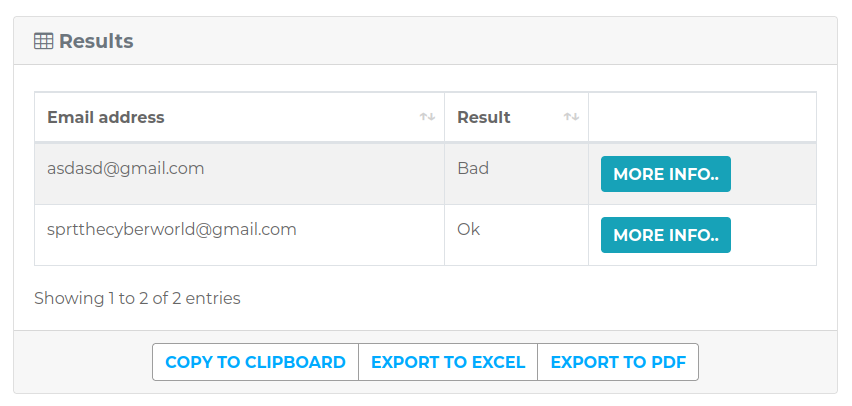 Results
Email address Result
asdasd@gmail.com Bad MORE INFO..
sprtthecyberworld@gmail.com Ok MORE INFO..
Showing 1 to 2 of 2 entries
COPY TO CLIPBOARD EXPORT TO EXCEL EXPORT TO PDF